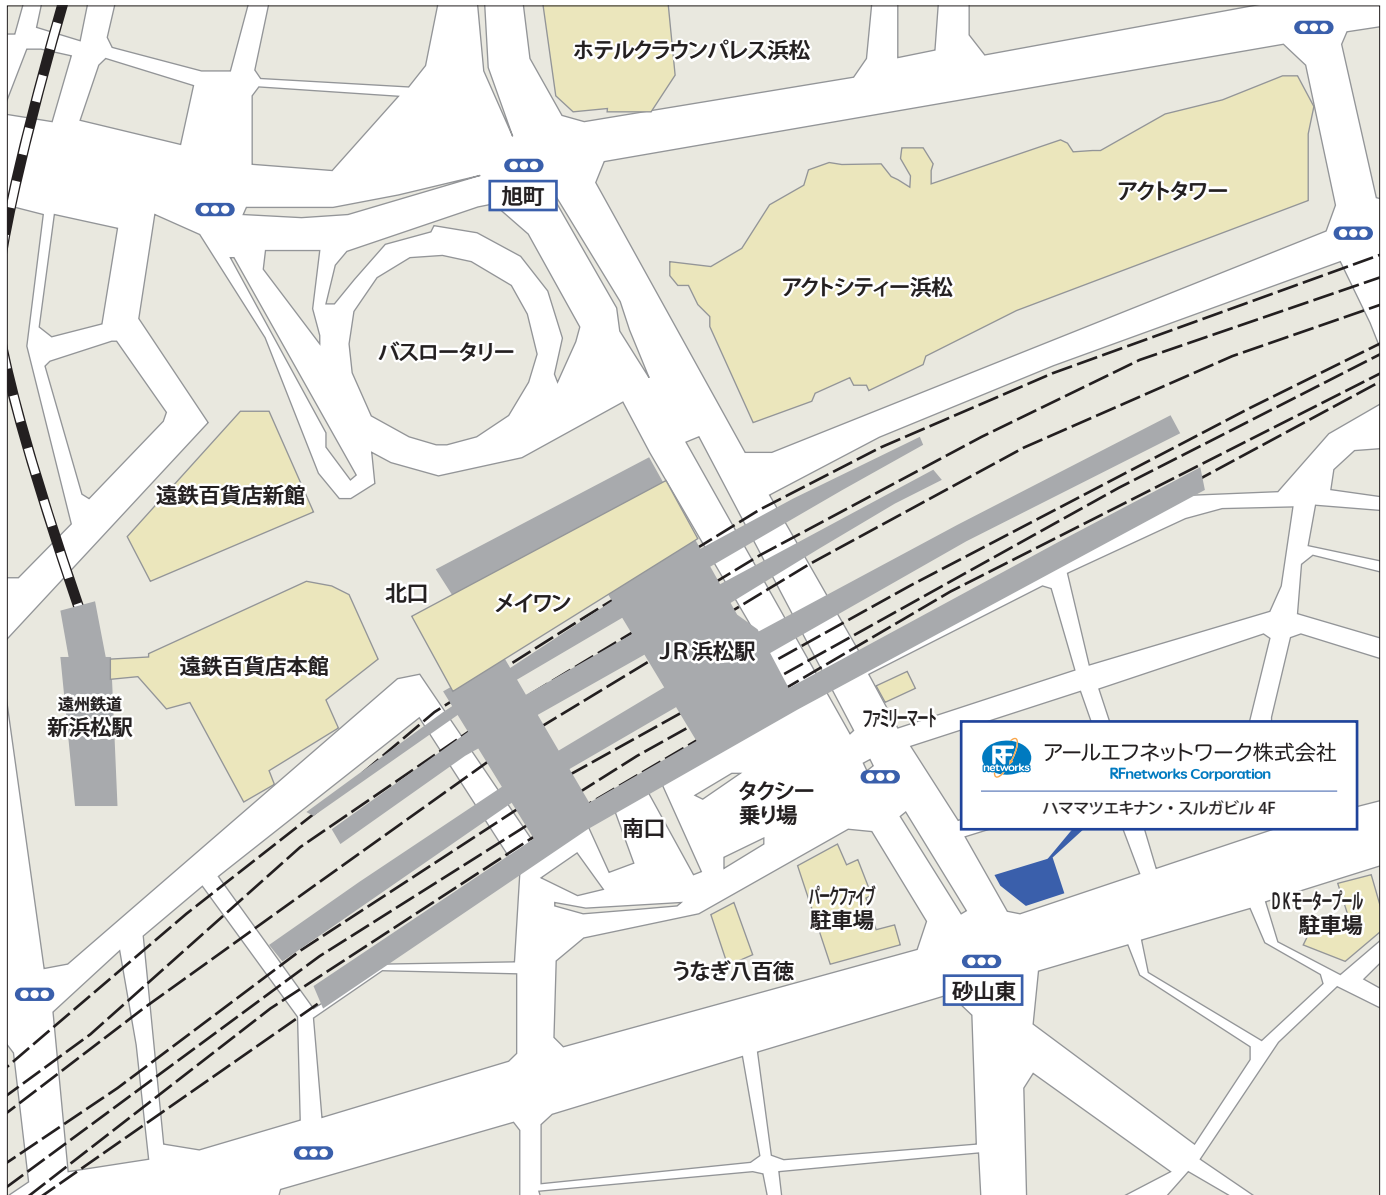 ホテルクラウンパレス浜松
旭町
アクトタワー
アクトシティー浜松
バスロータリー
遠鉄百貨店新館
北口
メイワン
JR浜松駅
遠鉄百貨店本館
遠州鉄道
新浜松駅
ファミリーマート
RF
networks
アールエフネットワーク株式会社
RFnetworks Corporation
ハママツエキナン・スルガビル 4F
タクシー
乗り場
南口
パークファイブ
駐車場
DKモータープール
駐車場
うなぎ八百徳
砂山東